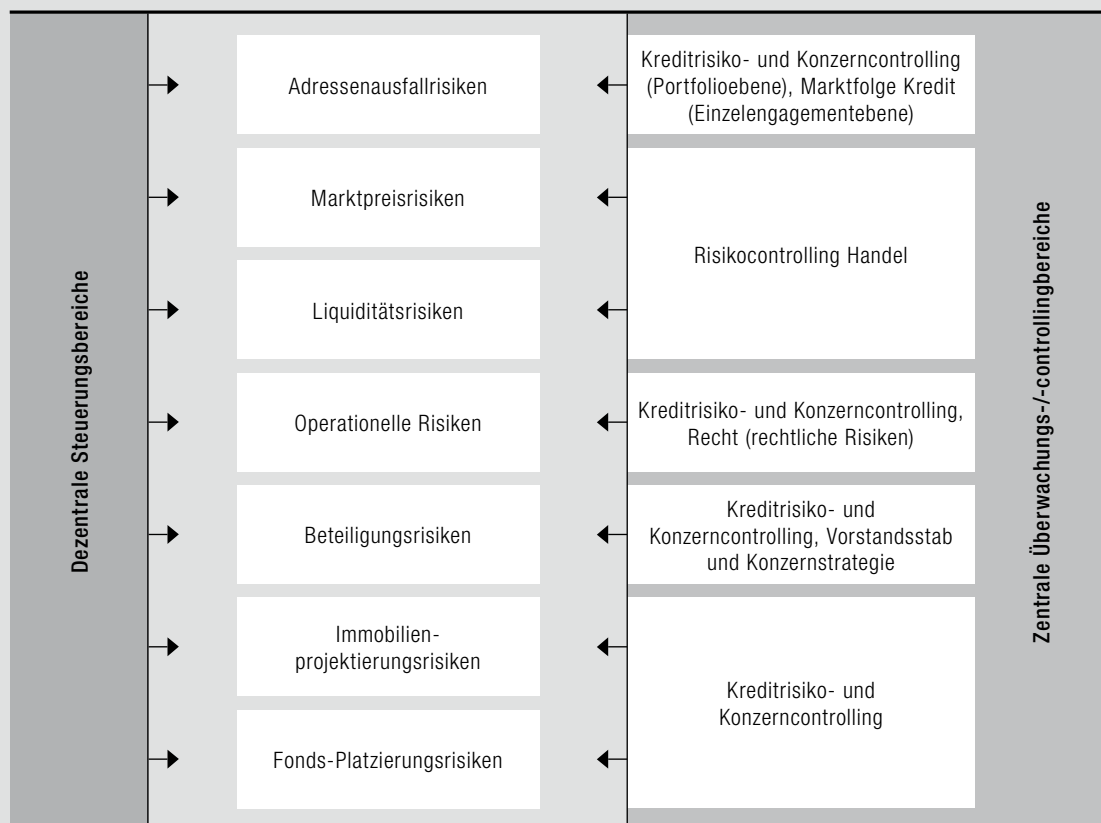 Dezentrale Steuerungsbereiche
Adressenausfallrisiken
Kreditrisiko- und Konzerncontrolling
(Portfolioebene), Marktfolge Kredit
(Einzelengagementebene)
Marktpreisrisiken
Risikocontrolling Handel
Liquiditätsrisiken
Operationelle Risiken
Kreditrisiko- und Konzerncontrolling,
Recht (rechtliche Risiken)
Beteiligungsrisiken
Kreditrisiko- und
Konzerncontrolling, Vorstandsstab
und Konzernstrategie
Immobilien-
projektierungsrisiken
Kreditrisiko- und
Konzerncontrolling
Fonds-Platzierungsrisiken
Zentrale Überwachungs-/-controllingbereiche